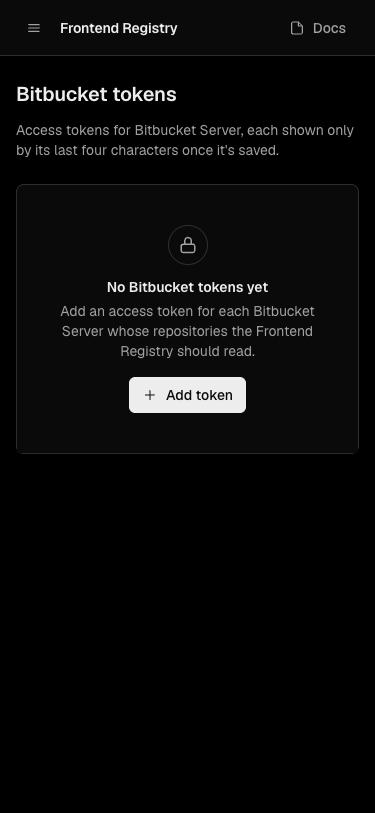 Frontend Registry
Docs
Bitbucket tokens
Access tokens for Bitbucket Server, each shown only
by its last four characters once it's saved.
No Bitbucket tokens yet
Add an access token for each Bitbucket
Server whose repositories the Frontend
Registry should read.
Add token